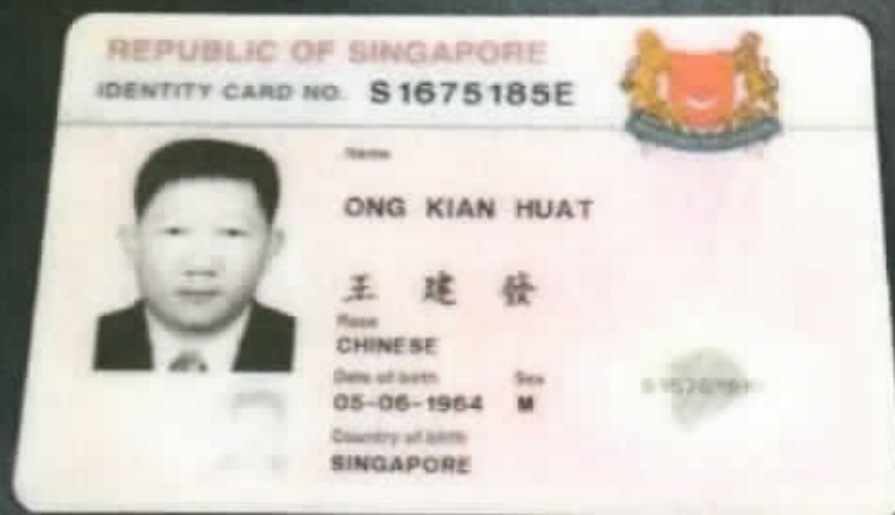 REPUBLIC OF SINGAPORE
IDENTITY CARD NO. S1675185E
Name
ONG KIAN HUAT
王 建 發
Race
CHINESE
Date of birth Sex
05-06-1964 M
Country of birth
SINGAPORE